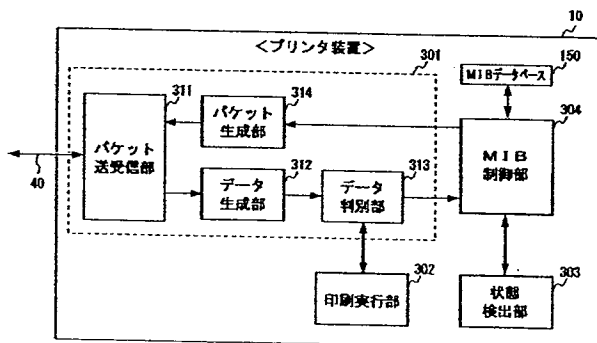 10
<プリンタ装置>
301
150
MIBデータベース
311
314
304
パケット
生成部
パケット
送受信部
MIB
制御部
40
312
313
データ
生成部
データ
判別部
302
303
印刷実行部
状態
検出部